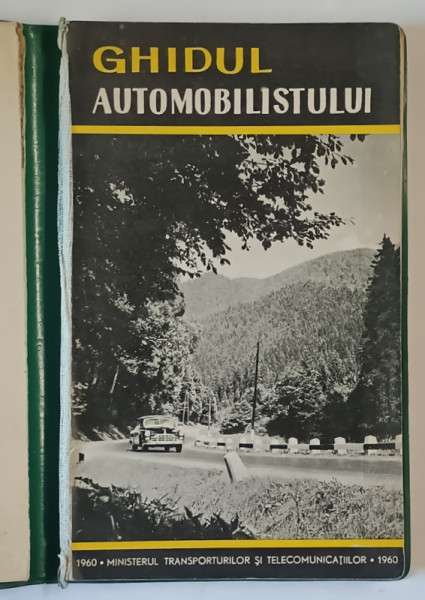 GHIDUL
AUTOMOBILISTULUI
1960 • MINISTERUL TRANSPORTURILOR ȘI TELECOMUNICAȚIILOR • 1960